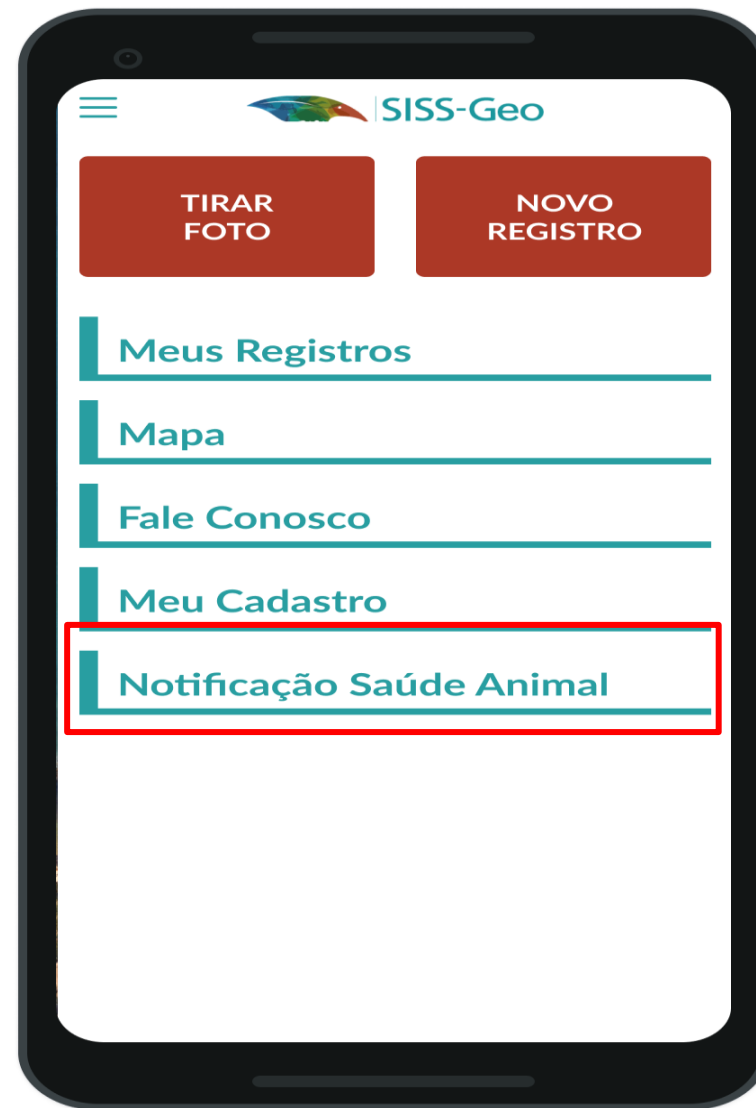 SISS-Geo
TIRAR
FOTO
NOVO
REGISTRO
Meus Registros
Mapa
Fale Conosco
Meu Cadastro
Notificação Saúde Animal